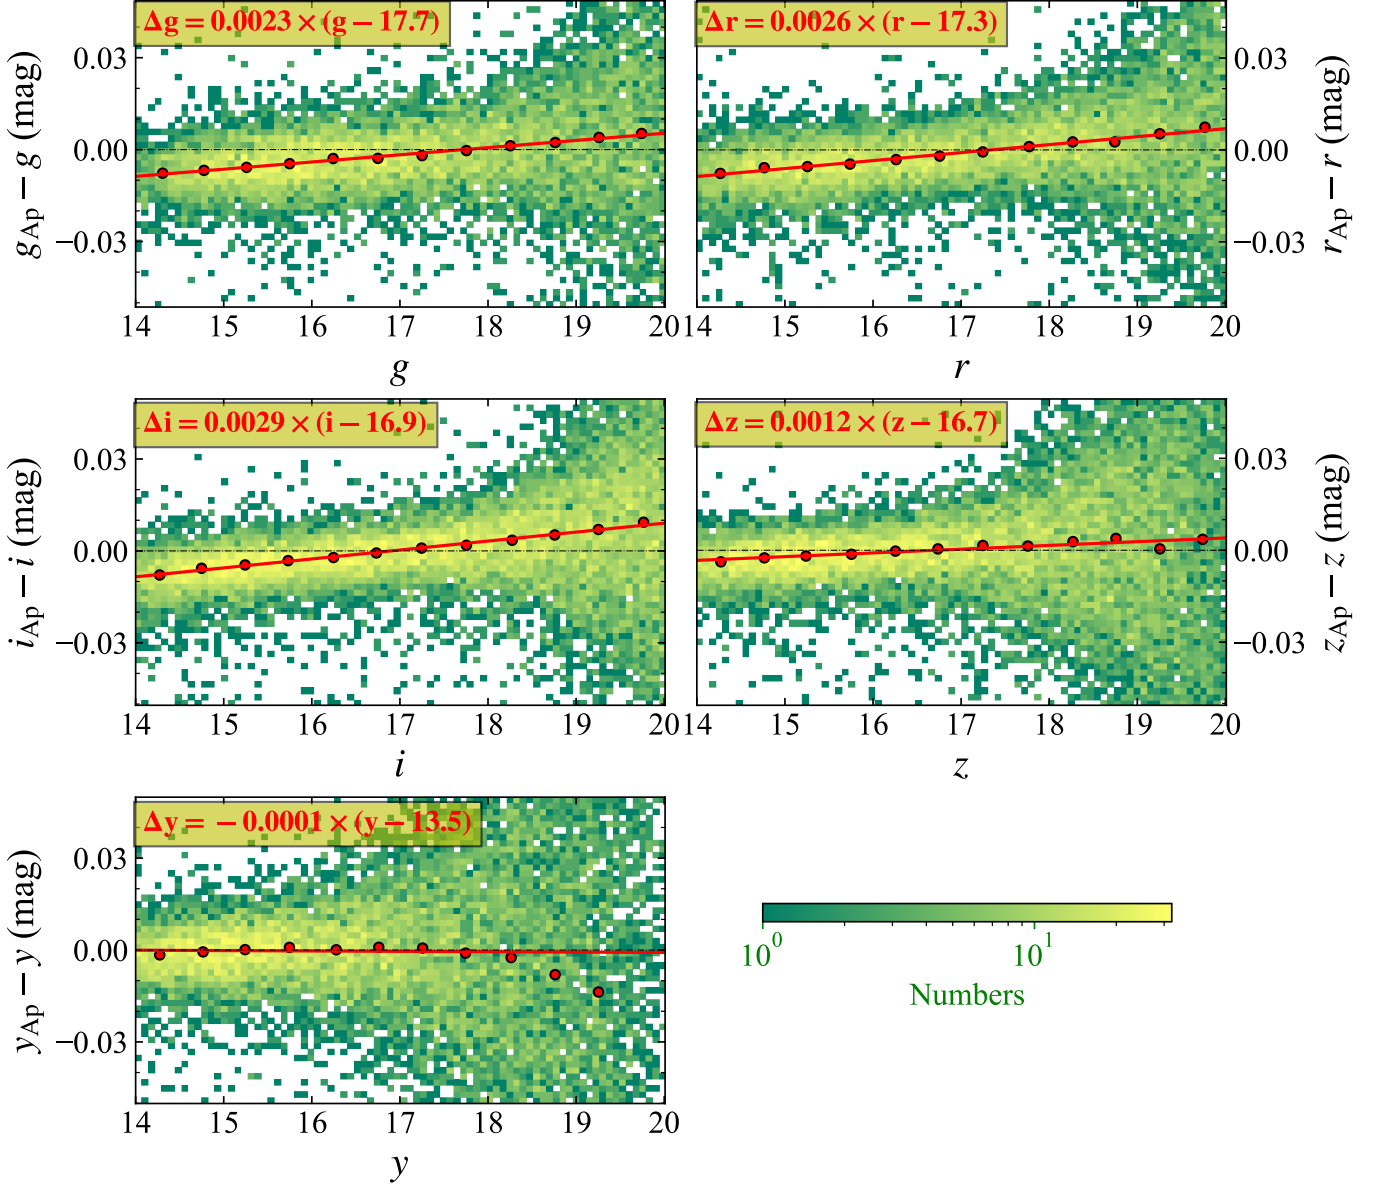 Δg = 0.0023 × (g − 17.7)
Δr = 0.0026 × (r − 17.3)
0.03
0.00
−0.03
g_Ap − g (mag)
0.03
0.00
−0.03
r_Ap − r (mag)
14 15 16 17 18 19 20
14 15 16 17 18 19 20
g
r
Δi = 0.0029 × (i − 16.9)
Δz = 0.0012 × (z − 16.7)
0.03
0.00
−0.03
i_Ap − i (mag)
0.03
0.00
−0.03
z_Ap − z (mag)
14 15 16 17 18 19 20
14 15 16 17 18 19 20
i
z
Δy = −0.0001 × (y − 13.5)
0.03
0.00
−0.03
y_Ap − y (mag)
14 15 16 17 18 19 20
y
10^0 10^1
Numbers